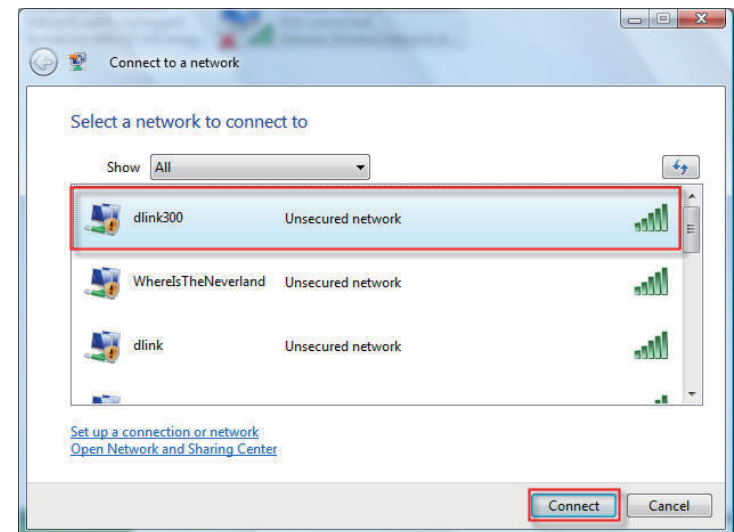 Connect to a network
Select a network to connect to
Show All
dlink300 Unsecured network
WhereIsTheNeverland Unsecured network
dlink Unsecured network
Set up a connection or network
Open Network and Sharing Center
Connect Cancel